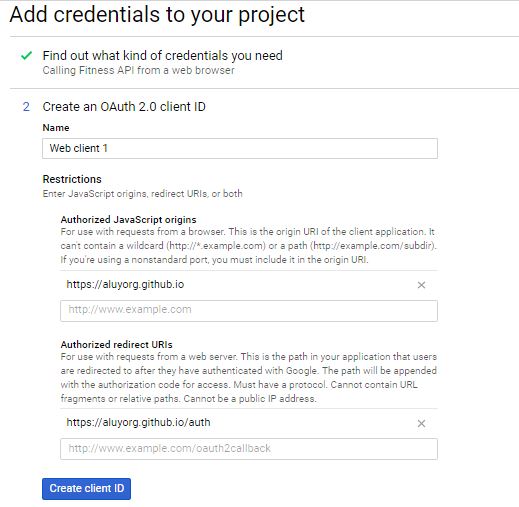 Add credentials to your project
Find out what kind of credentials you need
Calling Fitness API from a web browser
2 Create an OAuth 2.0 client ID
Name
Web client 1
Restrictions
Enter JavaScript origins, redirect URIs, or both
Authorized JavaScript origins
For use with requests from a browser. This is the origin URI of the client application. It
can't contain a wildcard (http://*.example.com) or a path (http://example.com/subdir).
If you're using a nonstandard port, you must include it in the origin URI.
https://aluyorg.github.io
http://www.example.com
Authorized redirect URIs
For use with requests from a web server. This is the path in your application that users
are redirected to after they have authenticated with Google. The path will be appended
with the authorization code for access. Must have a protocol. Cannot contain URL
fragments or relative paths. Cannot be a public IP address.
https://aluyorg.github.io/auth
http://www.example.com/oauth2callback
Create client ID